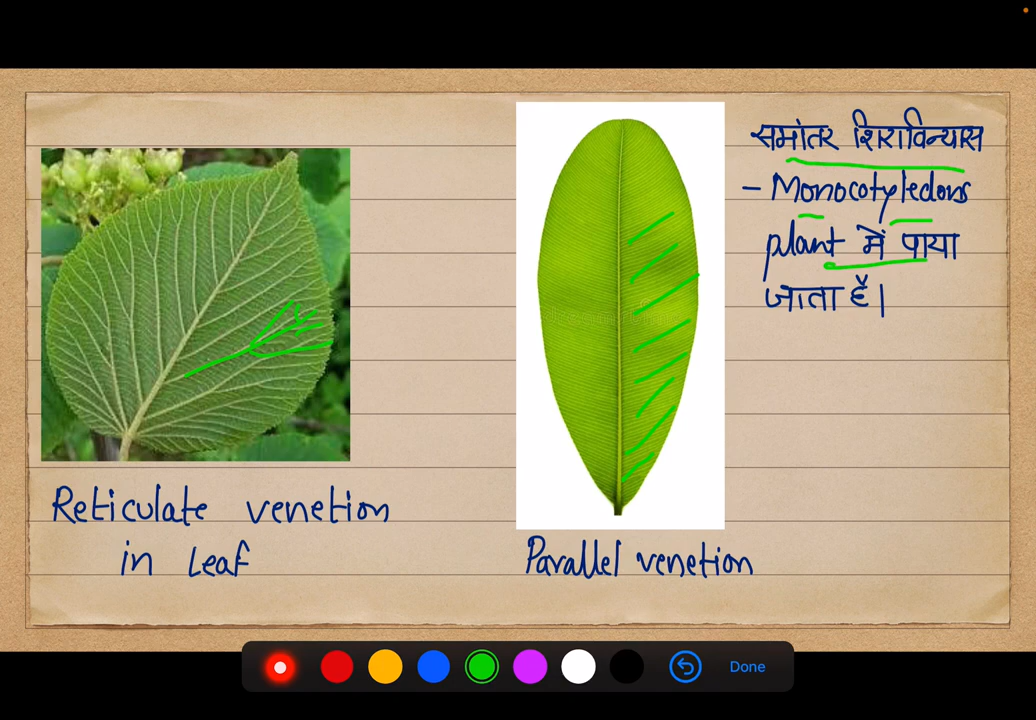 समांतर शिराविन्यास
- Monocotyledons
plant में पाया
जाता है।
Reticulate venetion
in Leaf
Parallel venetion
Done